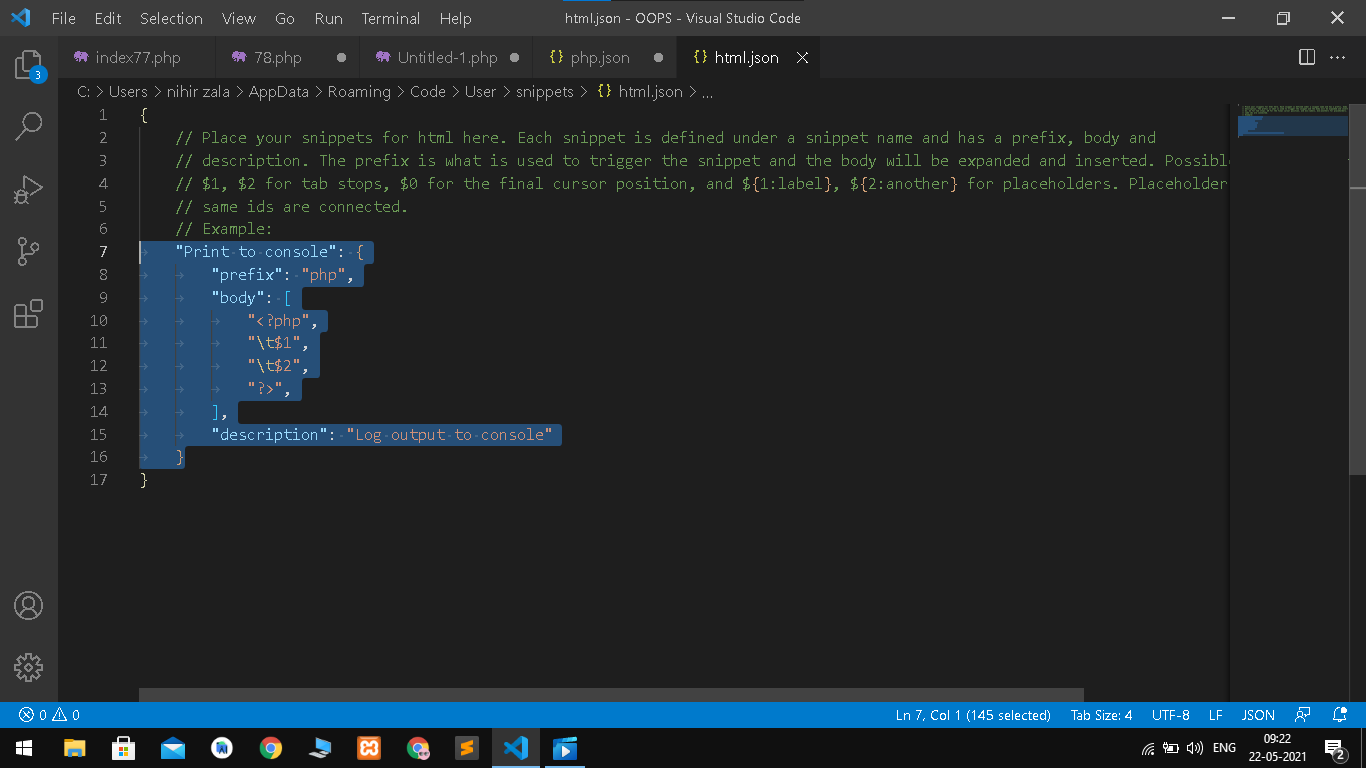 File Edit Selection View Go Run Terminal Help html.json - OOPS - Visual Studio Code
index77.php 78.php Untitled-1.php {} php.json {} html.json
C: > Users > nihir zala > AppData > Roaming > Code > User > snippets > {} html.json > ...
3
1 {
2 // Place your snippets for html here. Each snippet is defined under a snippet name and has a prefix, body and
3 // description. The prefix is what is used to trigger the snippet and the body will be expanded and inserted. Possibl
4 // $1, $2 for tab stops, $0 for the final cursor position, and ${1:label}, ${2:another} for placeholders. Placeholder
5 // same ids are connected.
6 // Example:
7 "Print to console": {
8 "prefix": "php",
9 "body": [
10 "<?php",
11 "\t$1",
12 "\t$2",
13 "?>",
14 ],
15 "description": "Log output to console"
16 }
17 }
0 0 Ln 7, Col 1 (145 selected) Tab Size: 4 UTF-8 LF JSON
ENG 09:22
22-05-2021 2